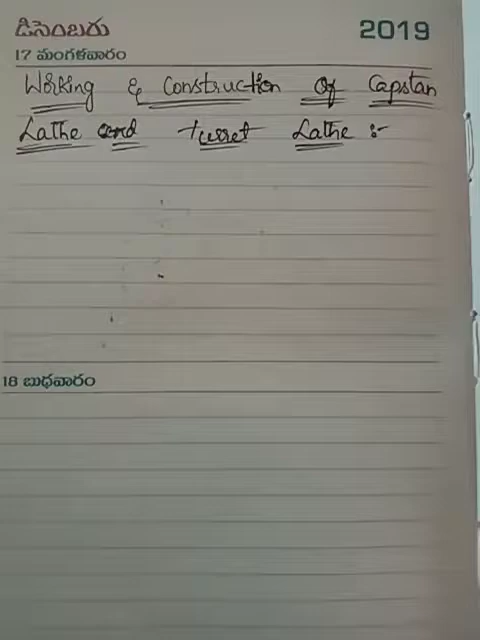 డిసెంబరు 2019
17 మంగళవారం
Working & Construction of Capstan
Lathe and turret Lathe :-
18 బుధవారం